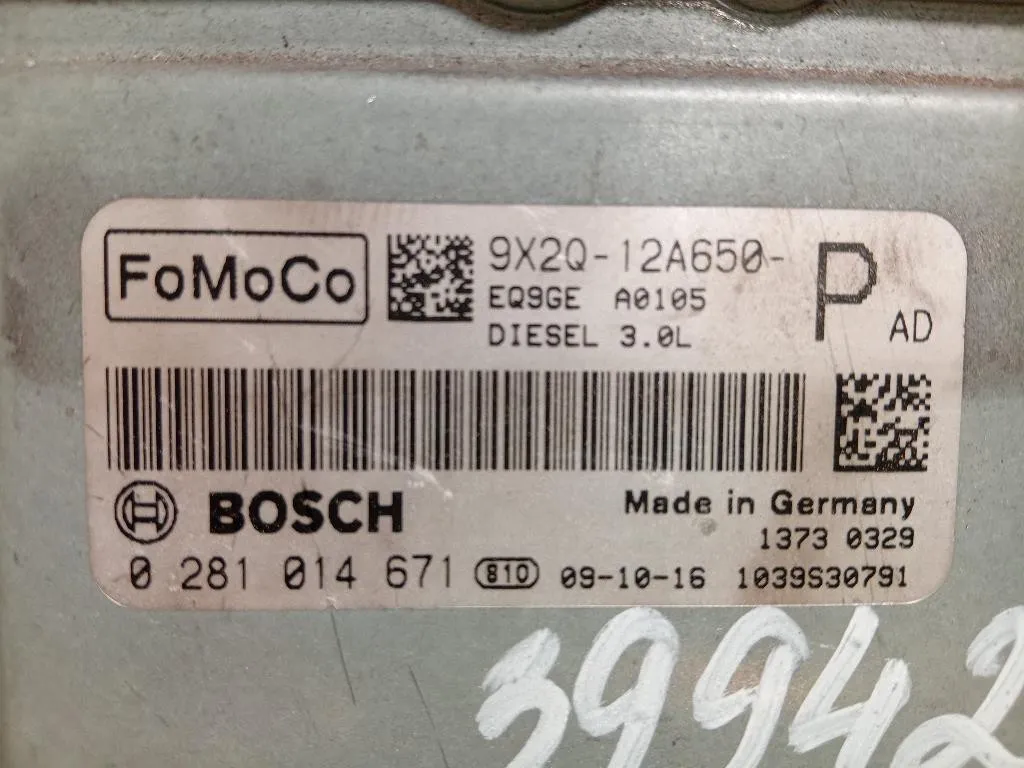 FoMoCo
9X2Q-12A650-
P
AD
EQ9GE A0105
DIESEL 3.0L
BOSCH
Made in Germany
1373 0329
0 281 014 671 810 09-10-16 1039S30791
39942